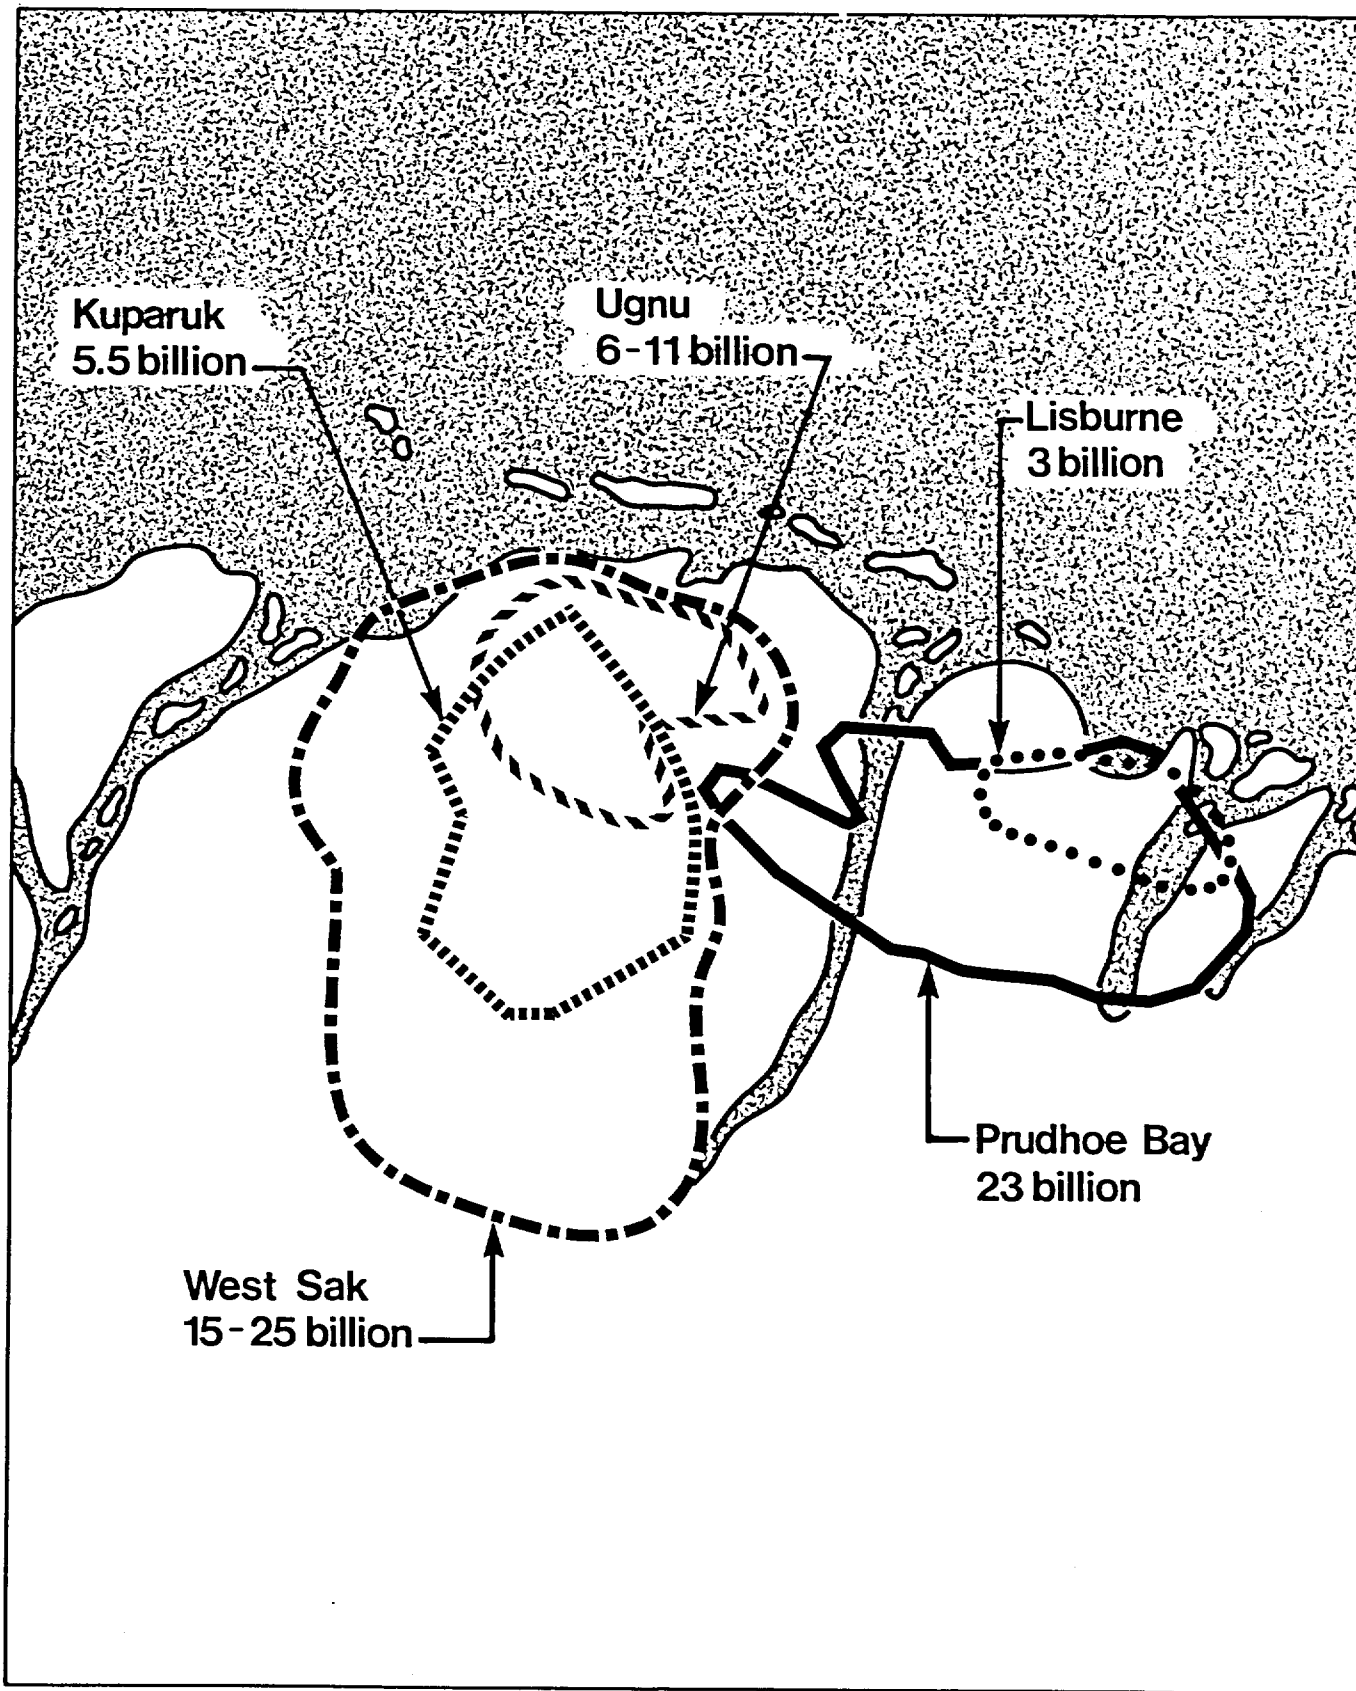 Kuparuk
5.5 billion
Ugnu
6-11 billion
Lisburne
3 billion
Prudhoe Bay
23 billion
West Sak
15-25 billion